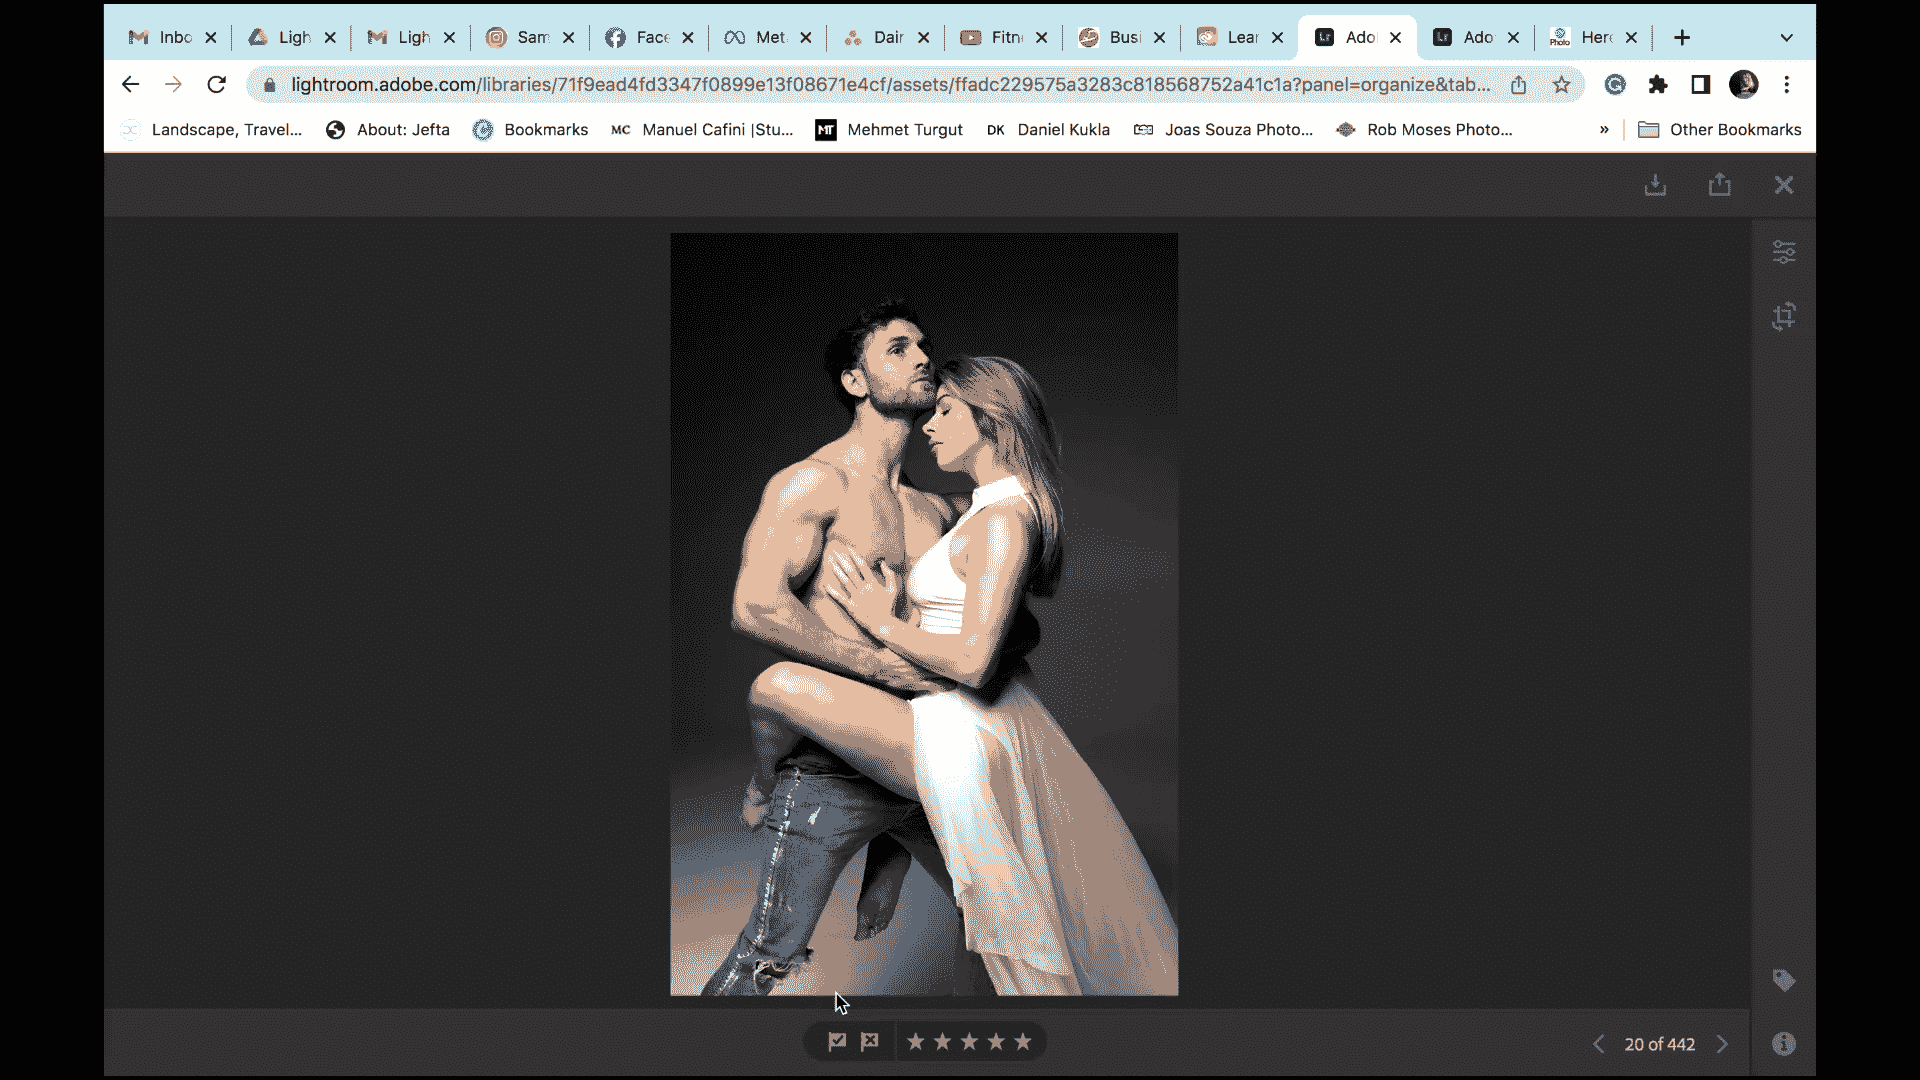 Inbo Ligh Ligh Sam Face Met Dair Fitn Busi Lear Ado Ado Here
lightroom.adobe.com/libraries/71f9ead4fd3347f0899e13f08671e4cf/assets/ffadc229575a3283c818568752a41c1a?panel=organize&tab...
Landscape, Travel... About: Jefta Bookmarks MC Manuel Cafini |Stu... MT Mehmet Turgut DK Daniel Kukla Joas Souza Photo... Rob Moses Photo... » Other Bookmarks
20 of 442